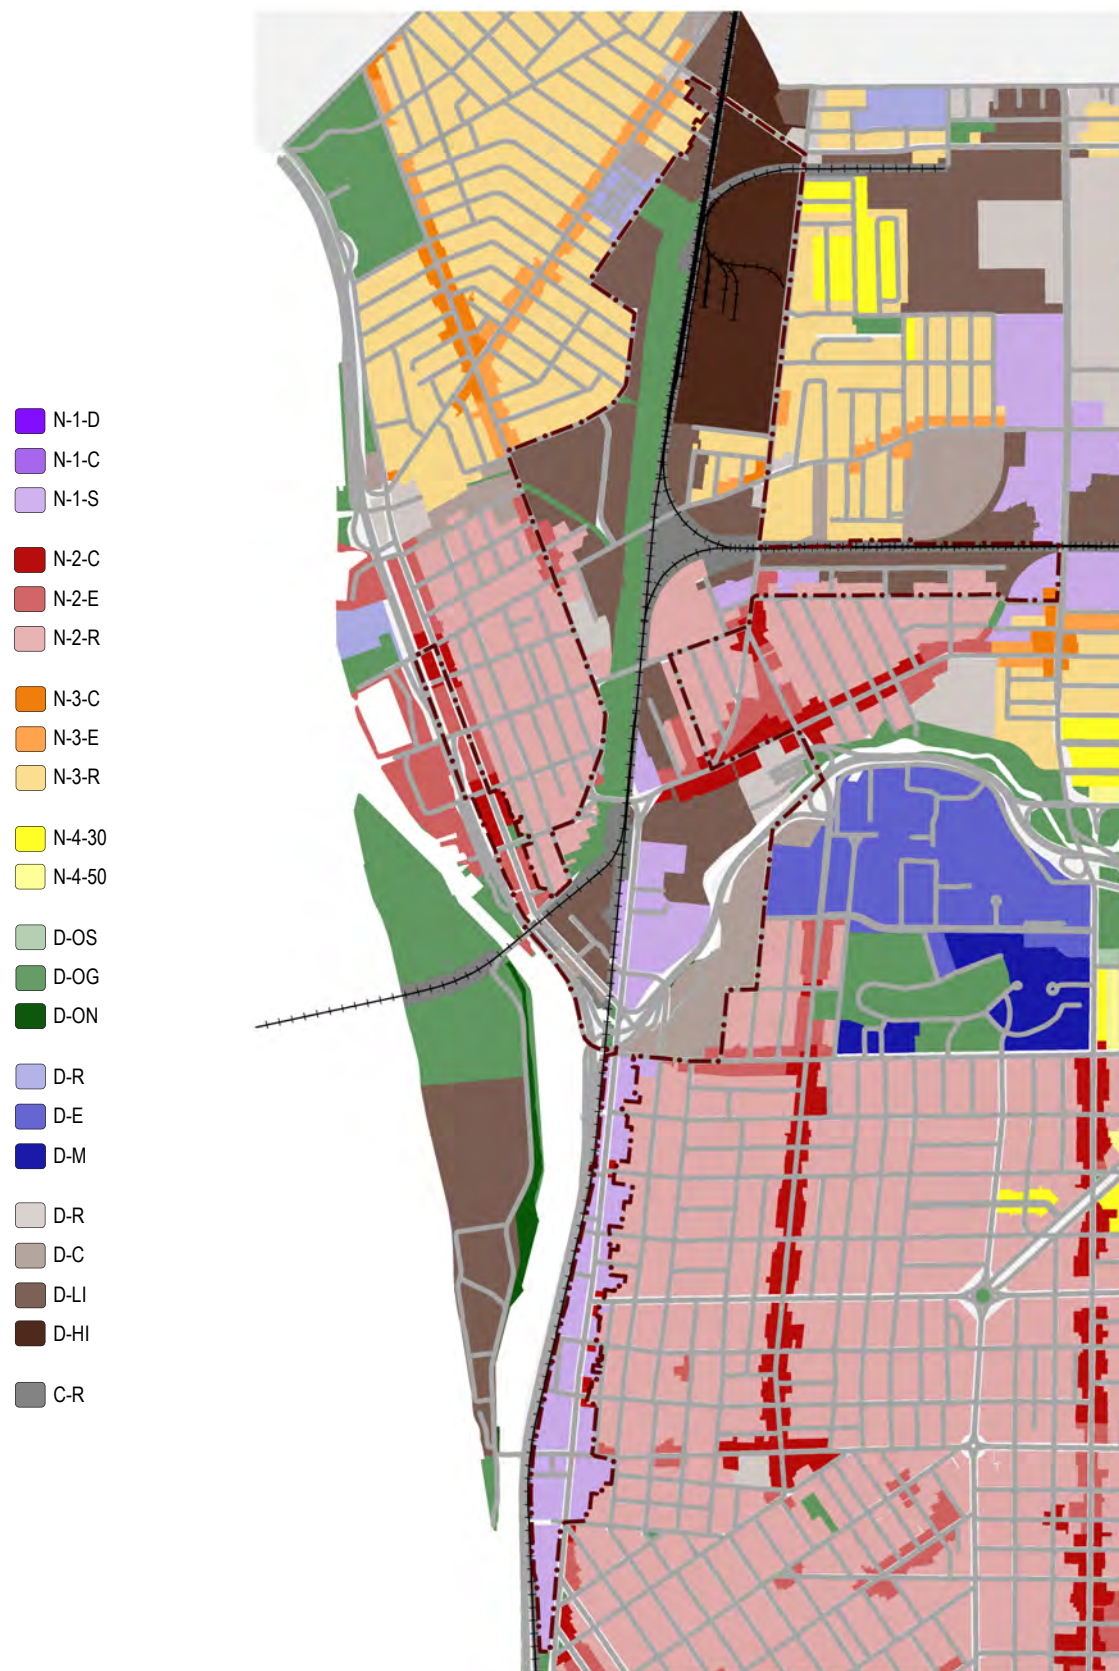 N-1-D
N-1-C
N-1-S
N-2-C
N-2-E
N-2-R
N-3-C
N-3-E
N-3-R
N-4-30
N-4-50
D-OS
D-OG
D-ON
D-R
D-E
D-M
D-R
D-C
D-LI
D-HI
C-R